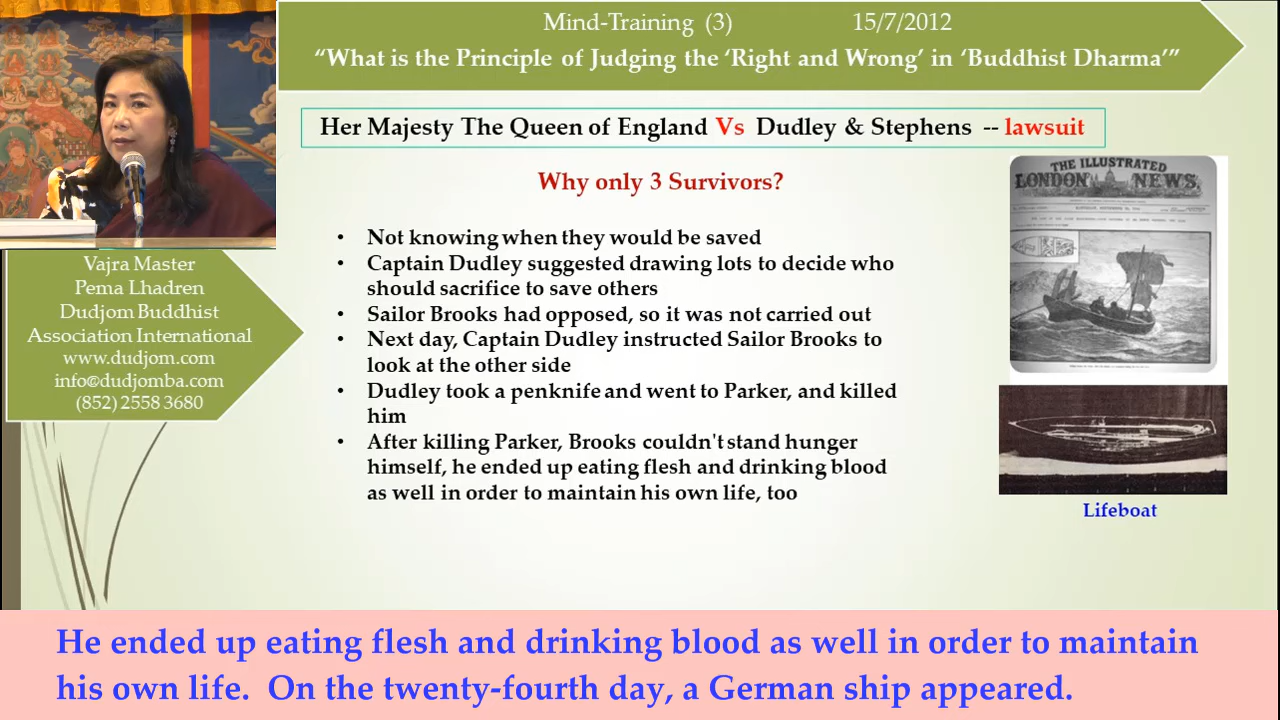 Mind-Training (3) 15/7/2012
“What is the Principle of Judging the ‘Right and Wrong’ in ‘Buddhist Dharma’”
Her Majesty The Queen of England Vs Dudley & Stephens -- lawsuit
Why only 3 Survivors?
• Not knowing when they would be saved
• Captain Dudley suggested drawing lots to decide who
should sacrifice to save others
• Sailor Brooks had opposed, so it was not carried out
• Next day, Captain Dudley instructed Sailor Brooks to
look at the other side
• Dudley took a penknife and went to Parker, and killed
him
• After killing Parker, Brooks couldn't stand hunger
himself, he ended up eating flesh and drinking blood
as well in order to maintain his own life, too
THE ILLUSTRATED
LONDON NEWS
Lifeboat
Vajra Master
Pema Lhadren
Dudjom Buddhist
Association International
www.dudjom.com
info@dudjomba.com
(852) 2558 3680
He ended up eating flesh and drinking blood as well in order to maintain
his own life. On the twenty-fourth day, a German ship appeared.